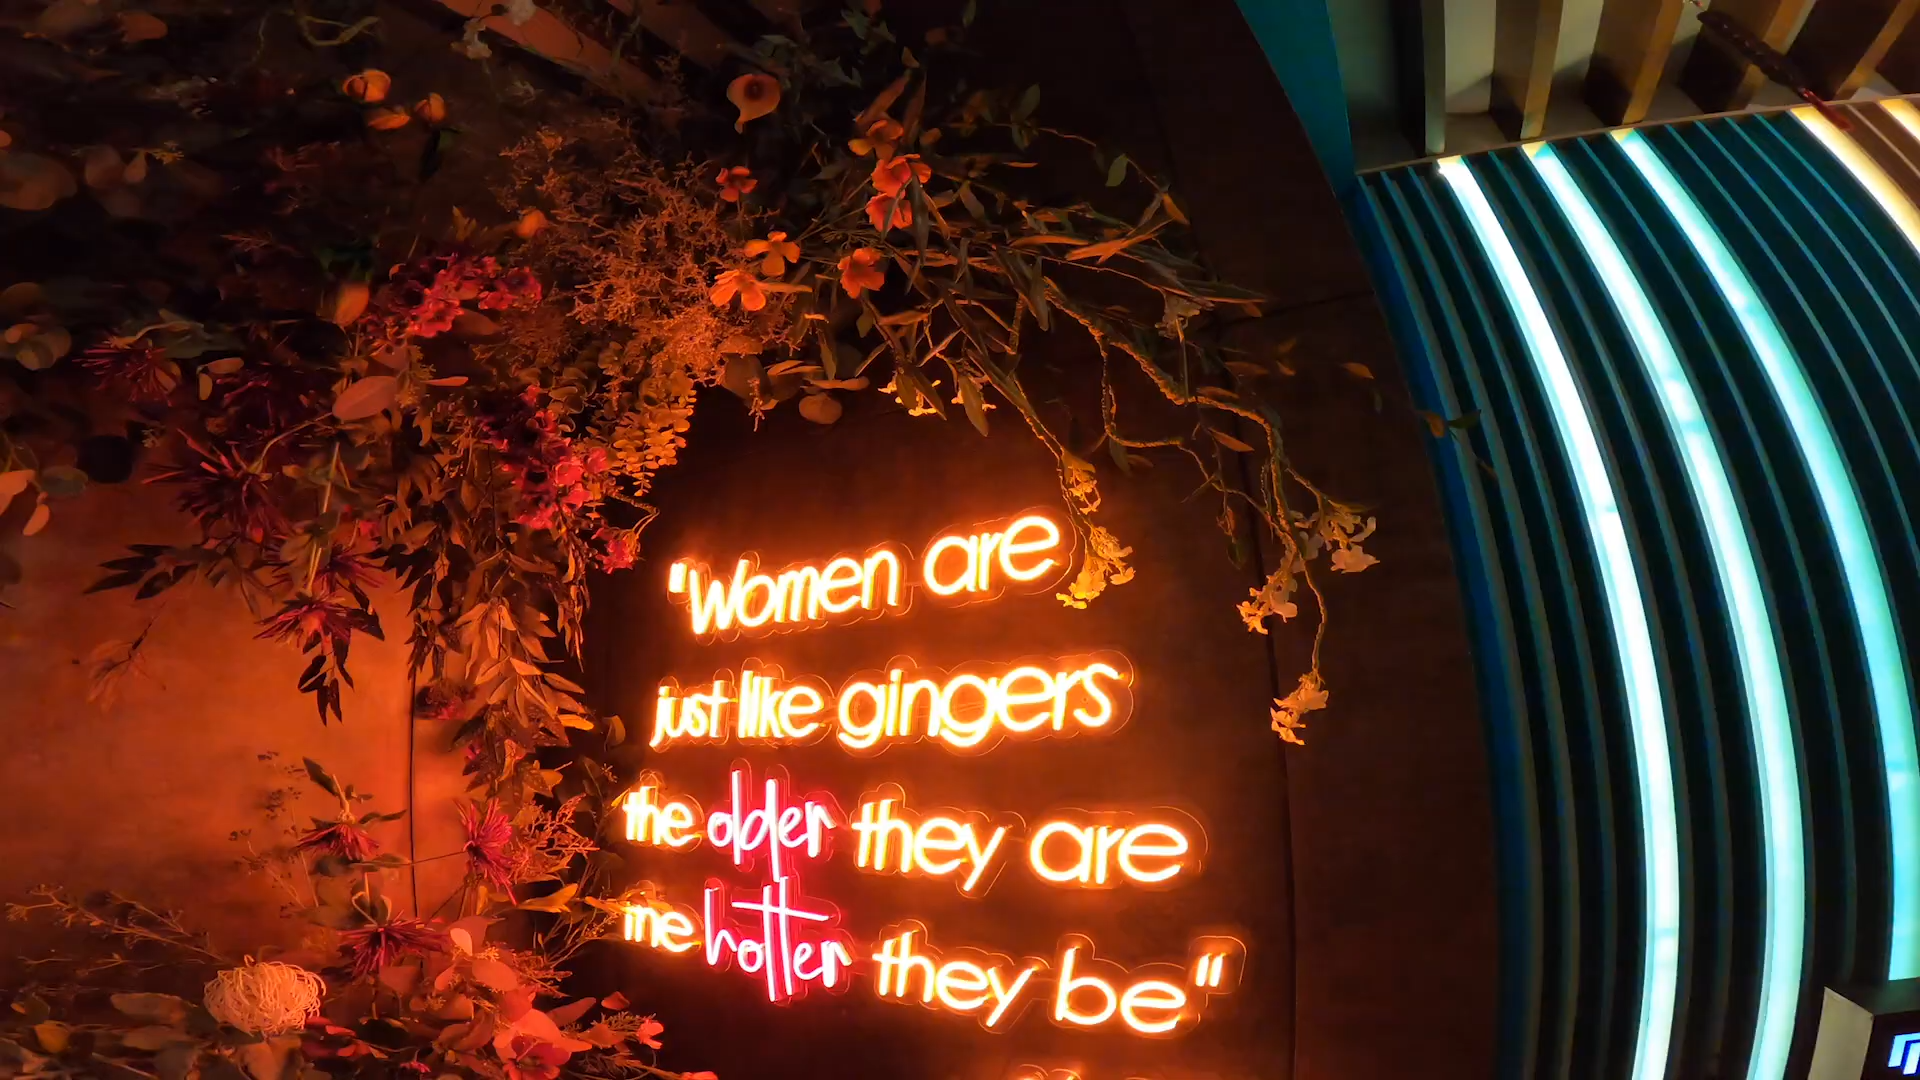 "Women are
just like gingers
the older they are
the hotter they be"